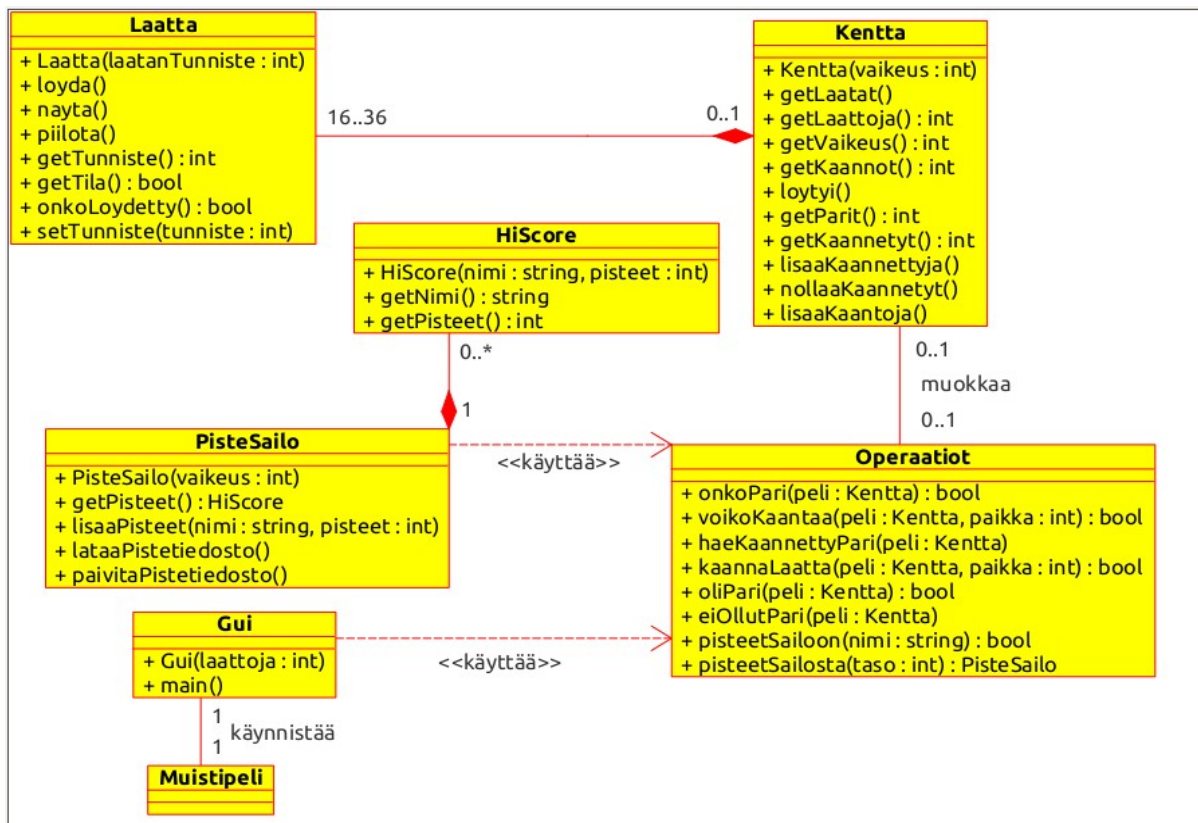 Laatta
+ Laatta(laatanTunniste : int)
+ loyda()
+ nayta()
+ piilota()
+ getTunniste() : int
+ getTila() : bool
+ onkoLoydetty() : bool
+ setTunniste(tunniste : int)
16..36
0..1
Kentta
+ Kentta(vaikeus : int)
+ getLaatat()
+ getLaattoja() : int
+ getVaikeus() : int
+ getKaannot() : int
+ loytyi()
+ getParit() : int
+ getKaannetyt() : int
+ lisaaKaannettyja()
+ nollaaKaannetyt()
+ lisaaKaantoja()
HiScore
+ HiScore(nimi : string, pisteet : int)
+ getNimi() : string
+ getPisteet() : int
0..*
1
0..1
muokkaa
0..1
PisteSailo
+ PisteSailo(vaikeus : int)
+ getPisteet() : HiScore
+ lisaaPisteet(nimi : string, pisteet : int)
+ lataaPistetiedosto()
+ paivitaPistetiedosto()
<<käyttää>>
Operaatiot
+ onkoPari(peli : Kentta) : bool
+ voikoKaantaa(peli : Kentta, paikka : int) : bool
+ haeKaannettyPari(peli : Kentta)
+ kaannaLaatta(peli : Kentta, paikka : int) : bool
+ oliPari(peli : Kentta) : bool
+ eiOllutPari(peli : Kentta)
+ pisteetSailoon(nimi : string) : bool
+ pisteetSailosta(taso : int) : PisteSailo
Gui
+ Gui(laattoja : int)
+ main()
<<käyttää>>
1
käynnistää
1
Muistipeli